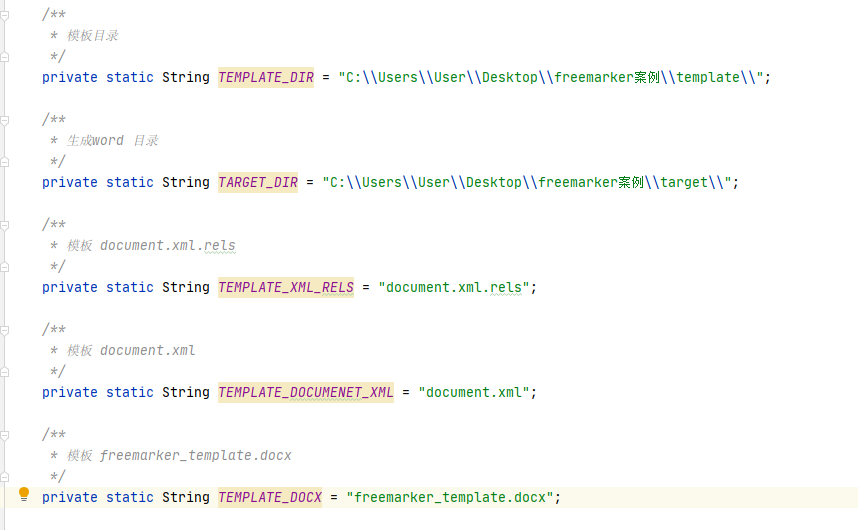 /**
* 模板目录
*/
private static String TEMPLATE_DIR = "C:\\Users\\User\\Desktop\\freemarker案例\\template\\";
/**
* 生成word 目录
*/
private static String TARGET_DIR = "C:\\Users\\User\\Desktop\\freemarker案例\\target\\";
/**
* 模板 document.xml.rels
*/
private static String TEMPLATE_XML_RELS = "document.xml.rels";
/**
* 模板 document.xml
*/
private static String TEMPLATE_DOCUMENET_XML = "document.xml";
/**
* 模板 freemarker_template.docx
*/
private static String TEMPLATE_DOCX = "freemarker_template.docx";